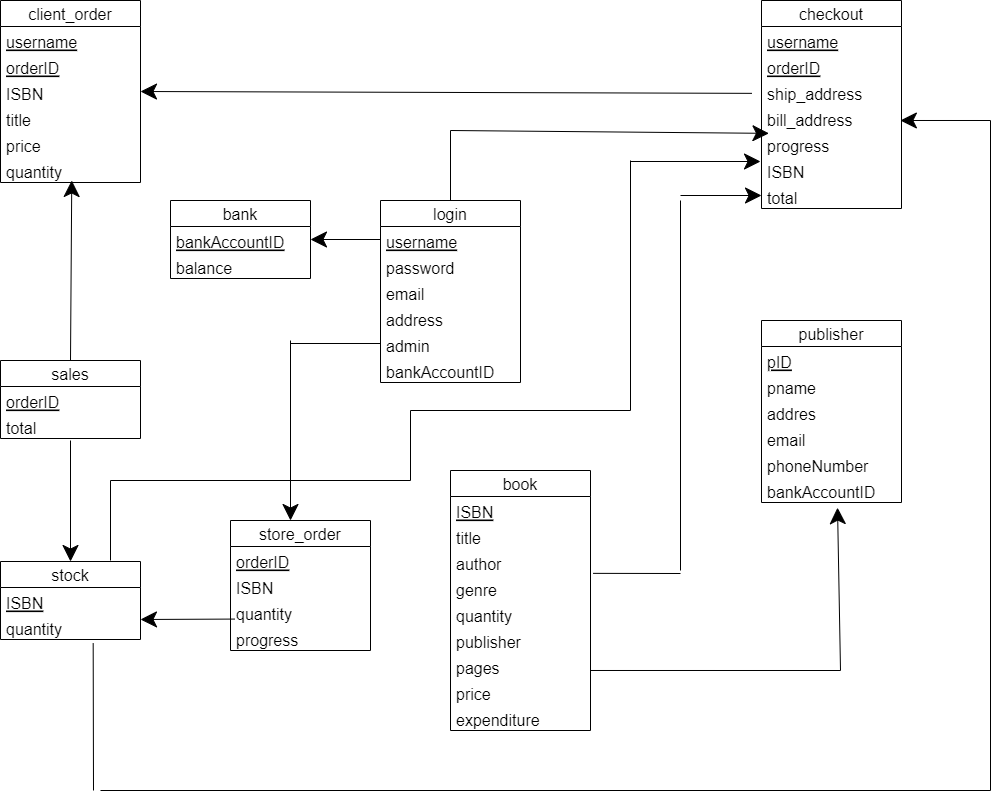 client_order
username
orderID
ISBN
title
price
quantity
checkout
username
orderID
ship_address
bill_address
progress
ISBN
total
bank
bankAccountID
balance
login
username
password
email
address
admin
bankAccountID
publisher
pID
pname
addres
email
phoneNumber
bankAccountID
sales
orderID
total
book
ISBN
title
author
genre
quantity
publisher
pages
price
expenditure
store_order
orderID
ISBN
quantity
progress
stock
ISBN
quantity